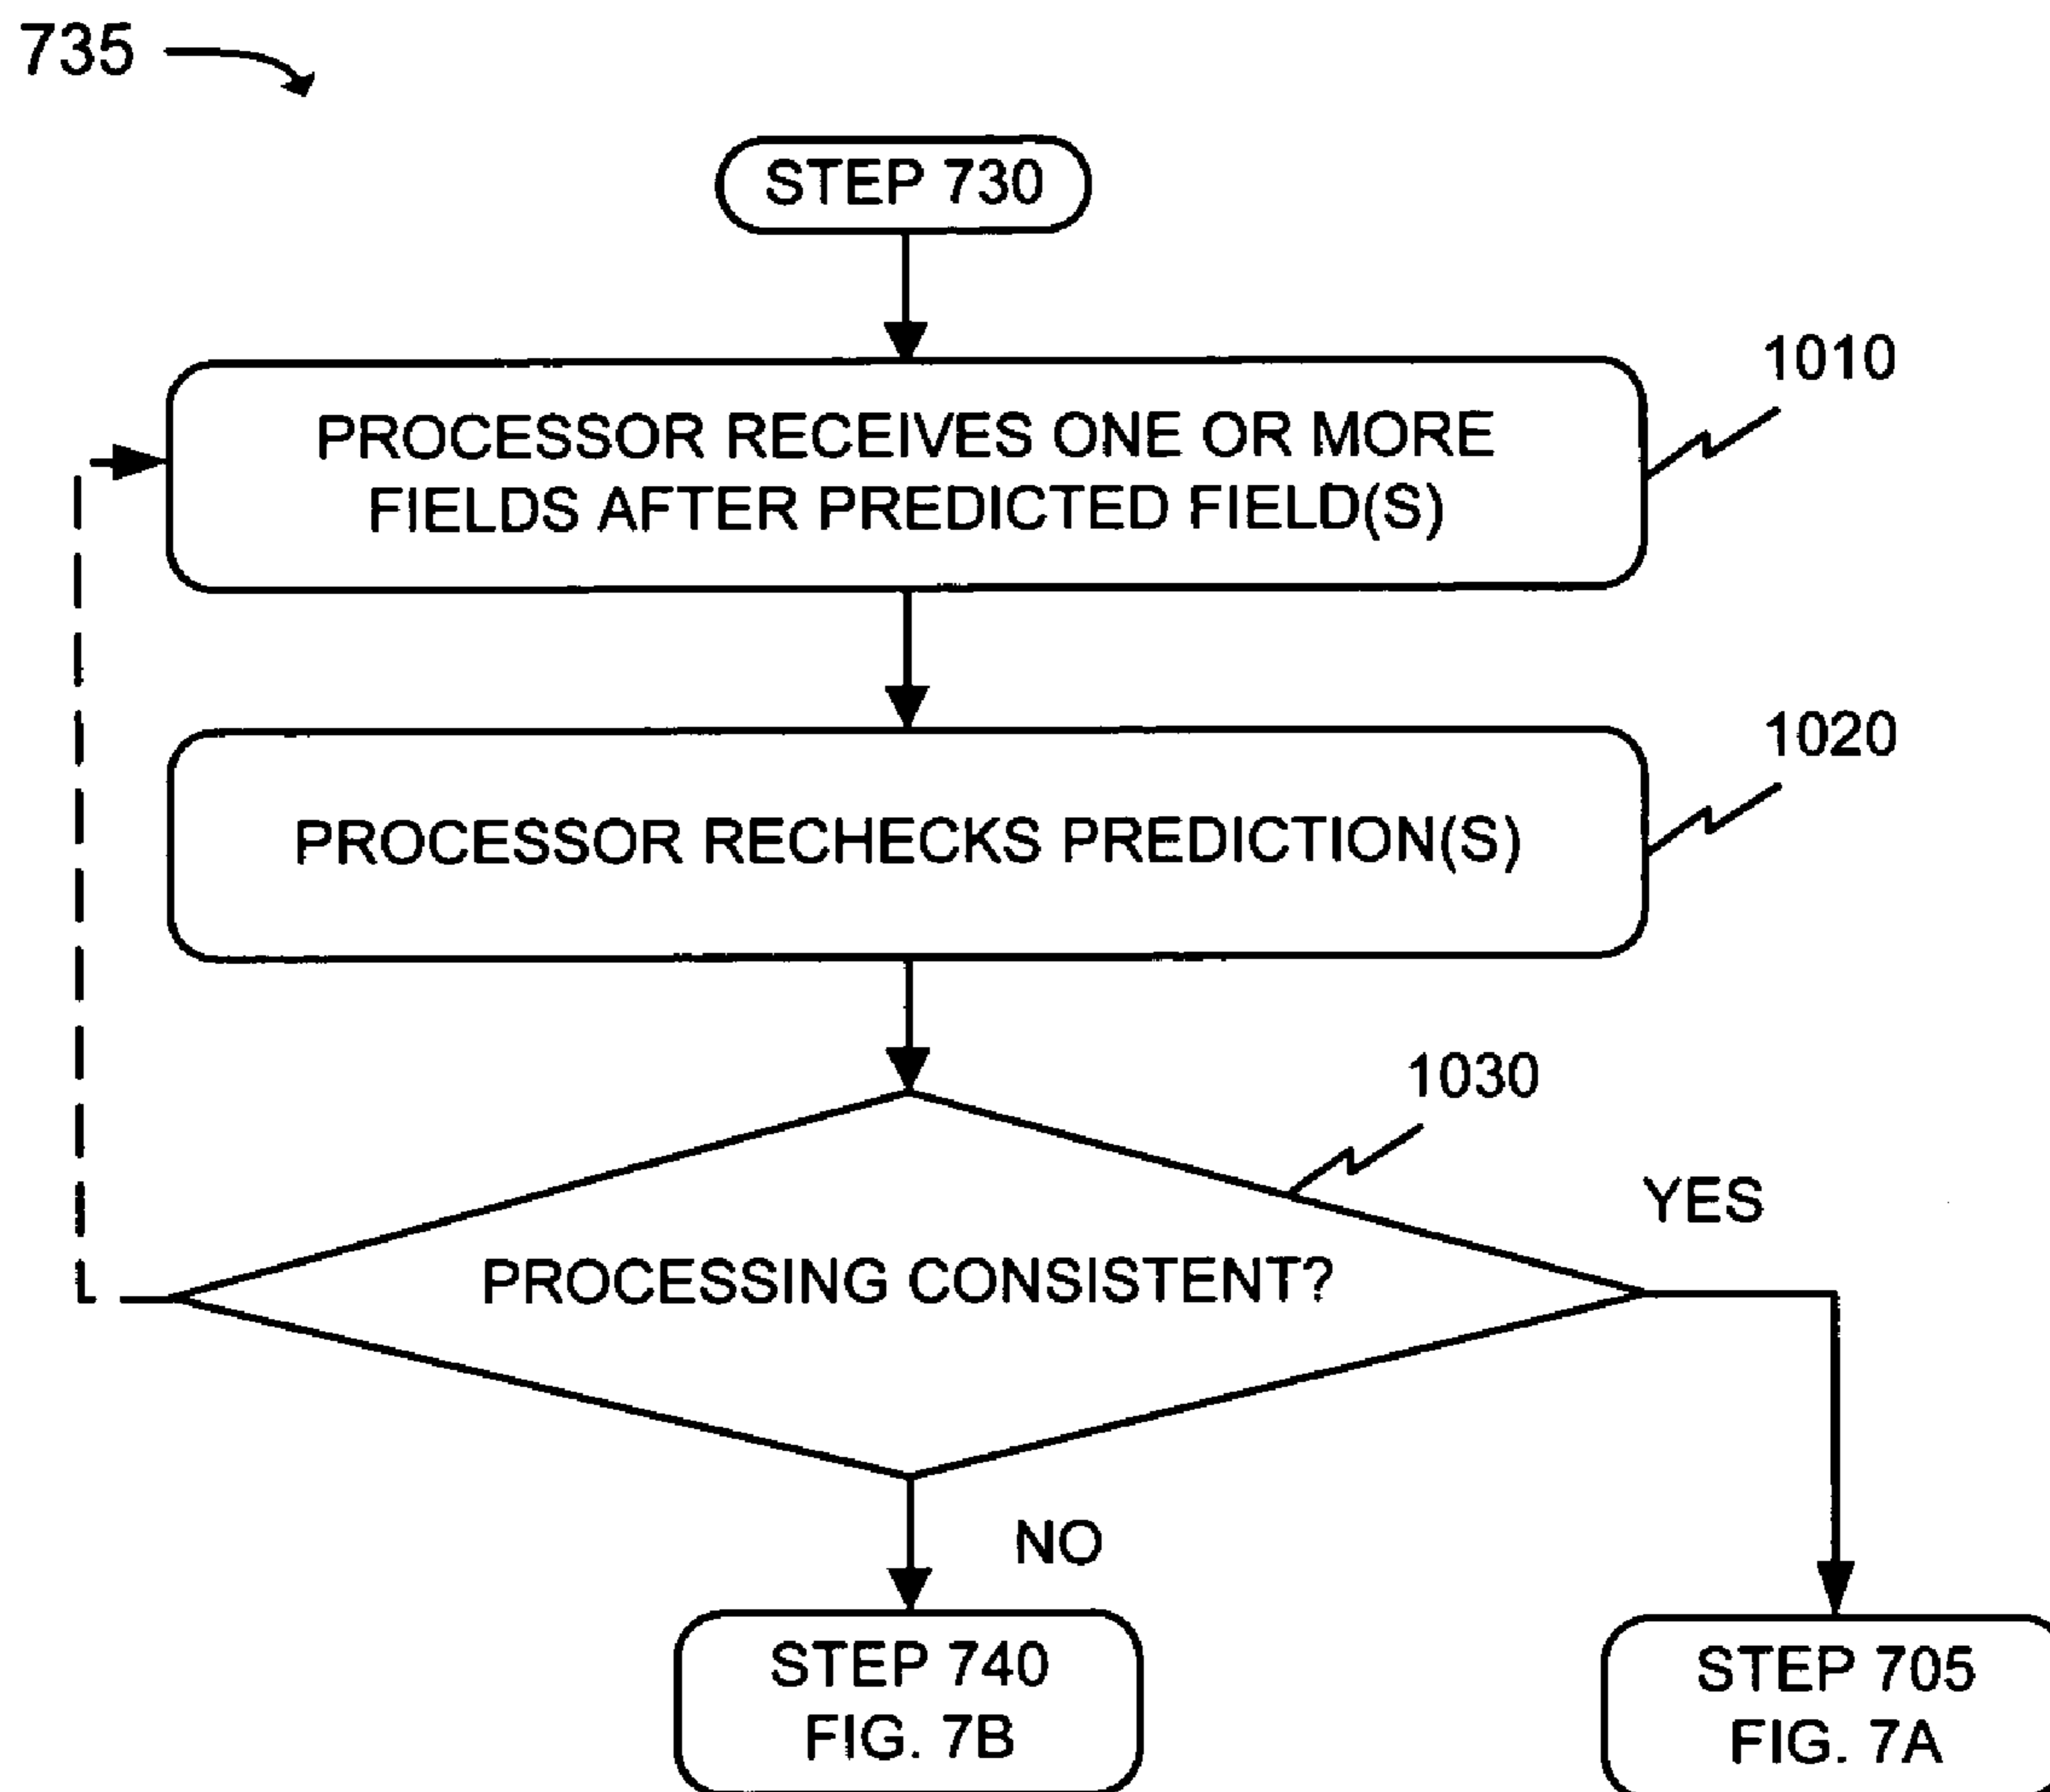 735
STEP 730
1010
PROCESSOR RECEIVES ONE OR MORE
FIELDS AFTER PREDICTED FIELD(S)
1020
PROCESSOR RECHECKS PREDICTION(S)
1030
YES
PROCESSING CONSISTENT?
NO
STEP 740
FIG. 7B
STEP 705
FIG. 7A